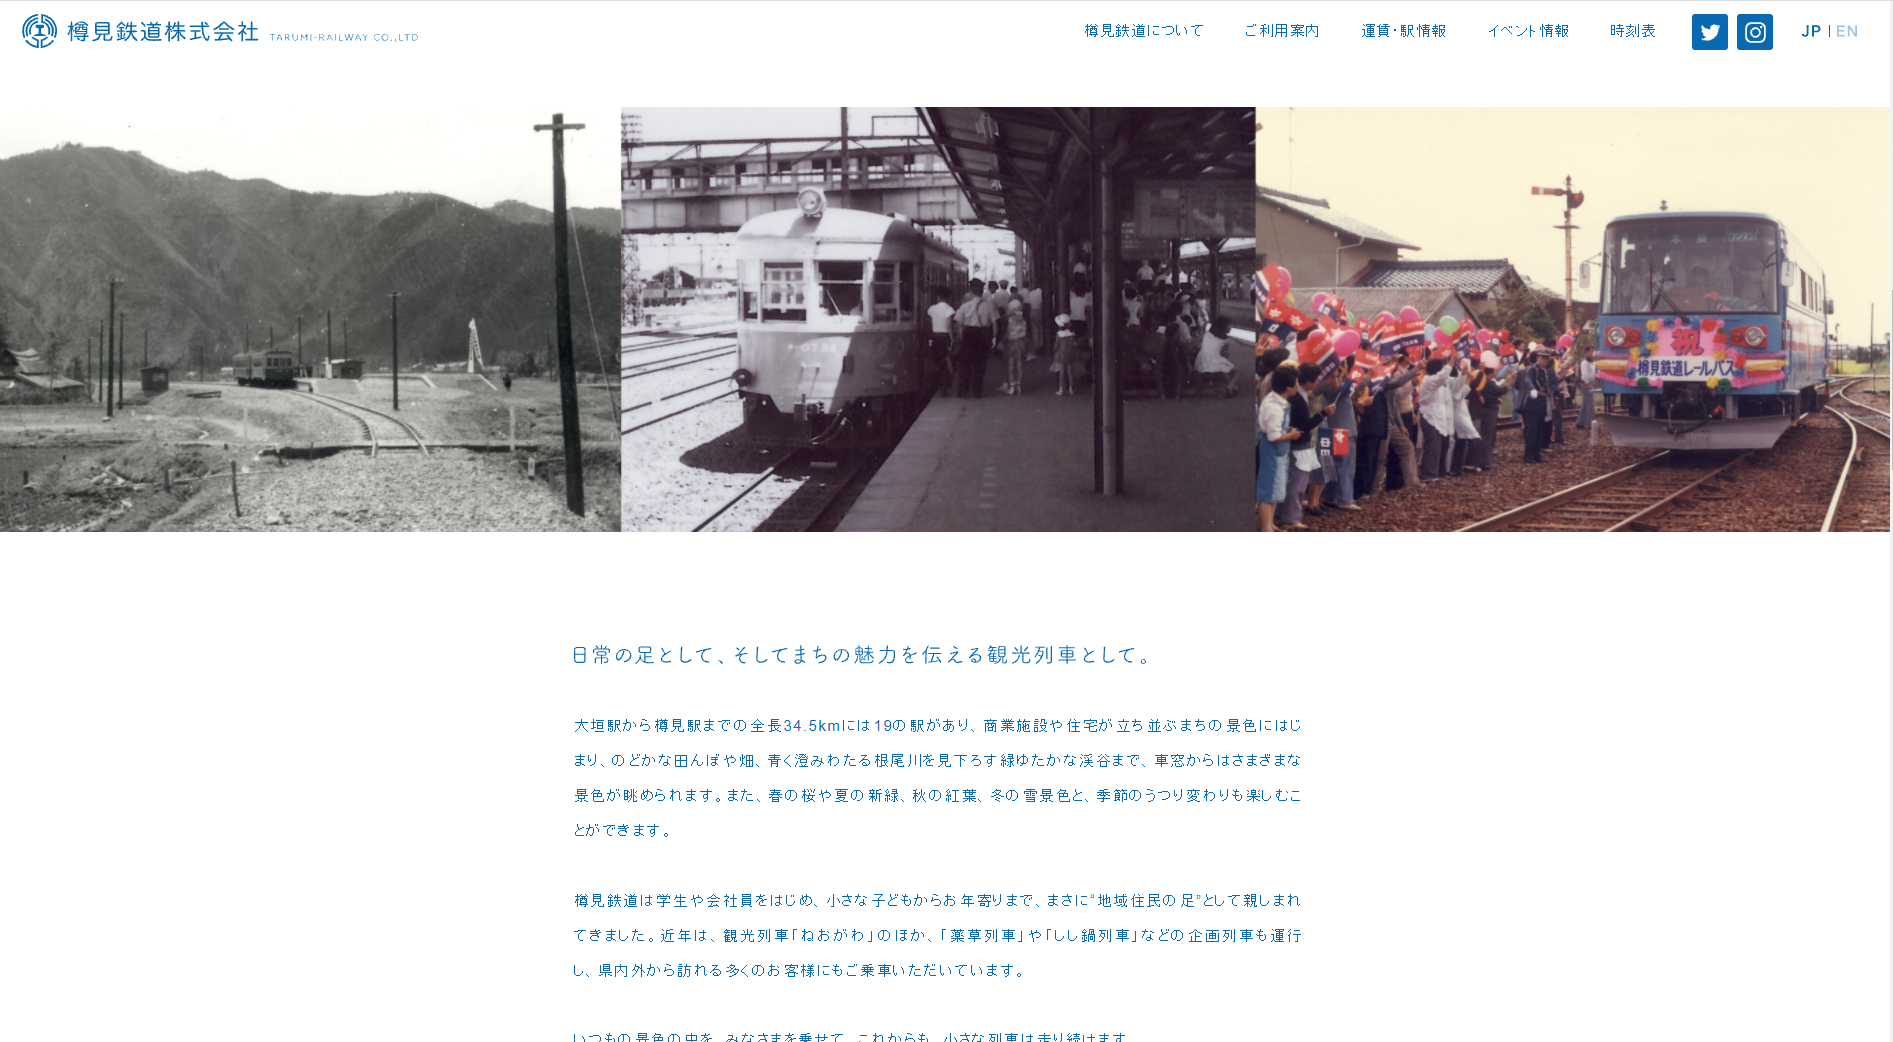 樽見鉄道株式会社 TARUMI-RAILWAY CO.,LTD
樽見鉄道について ご利用案内 運賃・駅情報 イベント情報 時刻表 JP | EN
祝
樽見鉄道レールバス
日常の足として、そしてまちの魅力を伝える観光列車として。
大垣駅から樽見駅までの全長34.5kmには19の駅があり、商業施設や住宅が立ち並ぶまちの景色にはじ
まり、のどかな田んぼや畑、青く澄みわたる根尾川を見下ろす緑ゆたかな渓谷まで、車窓からはさまざまな
景色が眺められます。また、春の桜や夏の新緑、秋の紅葉、冬の雪景色と、季節のうつり変わりも楽しむこ
とができます。
樽見鉄道は学生や会社員をはじめ、小さな子どもからお年寄りまで、まさに“地域住民の足”として親しまれ
てきました。近年は、観光列車「ねおがわ」のほか、「薬草列車」や「しし鍋列車」などの企画列車も運行
し、県内外から訪れる多くのお客様にもご乗車いただいています。
いつもの景色の中を、みなさまを乗せて、これからも、小さな列車は走り続けます。